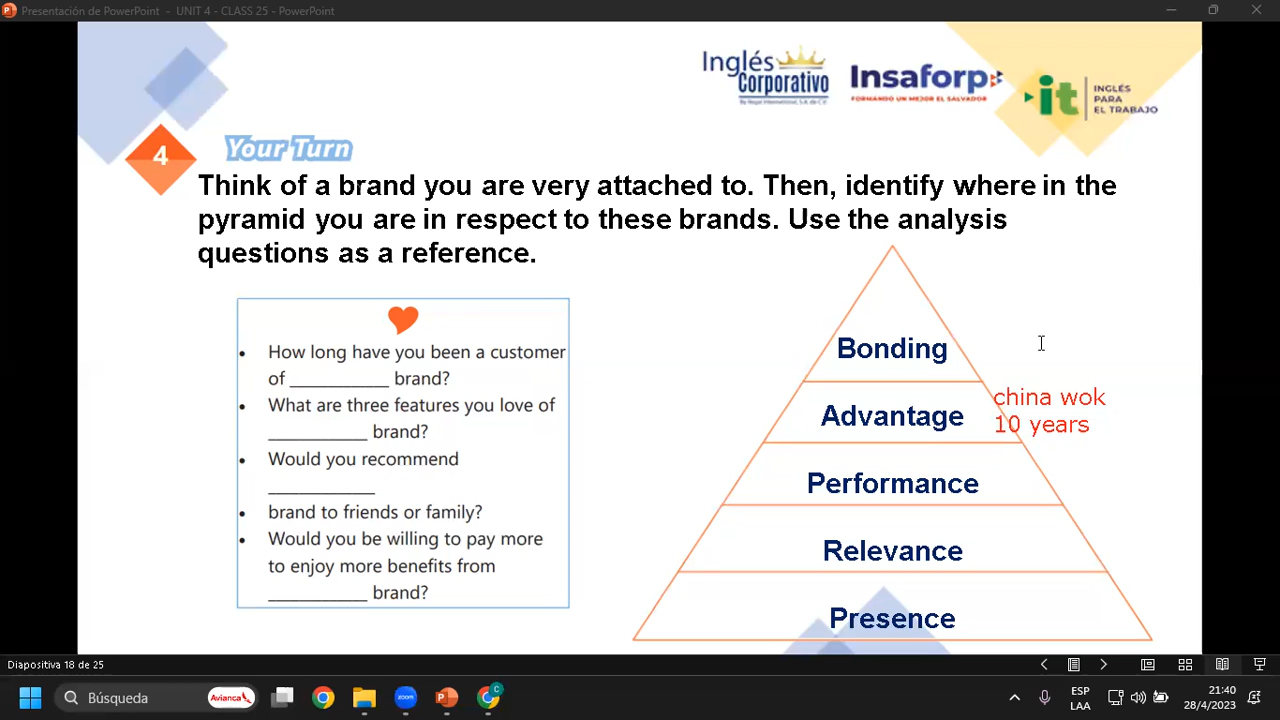 Presentación de PowerPoint - UNIT 4 - CLASS 25 - PowerPoint
Inglés
Corporativo
By Regal International, S.A. de C.V.
Insaforp
FORMANDO UN MEJOR EL SALVADOR
it
INGLÉS
PARA
EL TRABAJO
4
Your Turn
Think of a brand you are very attached to. Then, identify where in the
pyramid you are in respect to these brands. Use the analysis
questions as a reference.
• How long have you been a customer
of ___________ brand?
• What are three features you love of
___________ brand?
• Would you recommend
____________
• brand to friends or family?
• Would you be willing to pay more
to enjoy more benefits from
___________ brand?
Bonding
Advantage
china wok
10 years
Performance
Relevance
Presence
Diapositiva 18 de 25
Búsqueda
Avianca
C
ESP
LAA
21:40
28/4/2023